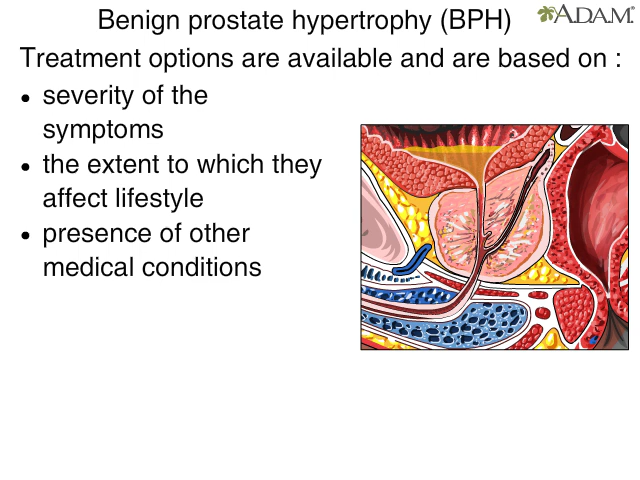 Benign prostate hypertrophy (BPH)
A.D.A.M.
Treatment options are available and are based on :
• severity of the
symptoms
• the extent to which they
affect lifestyle
• presence of other
medical conditions